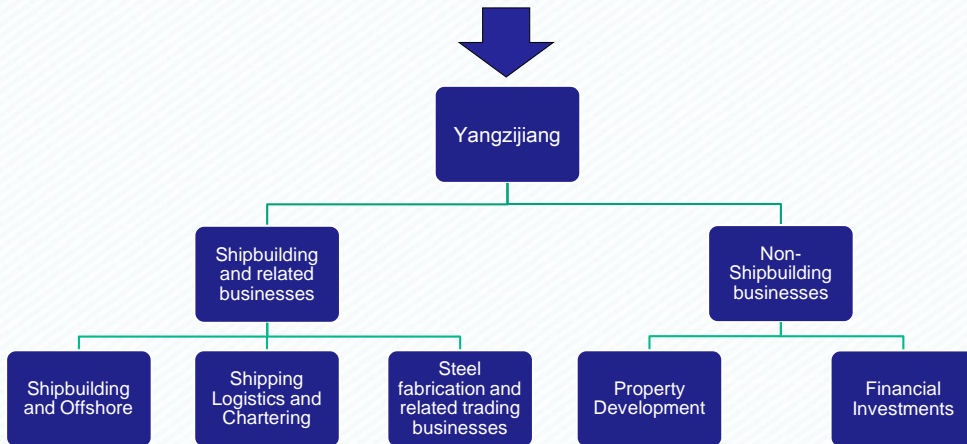 Yangzijiang
Shipbuilding
and related
businesses
Non-
Shipbuilding
businesses
Shipbuilding
and Offshore
Shipping
Logistics and
Chartering
Steel
fabrication and
related trading
businesses
Property
Development
Financial
Investments